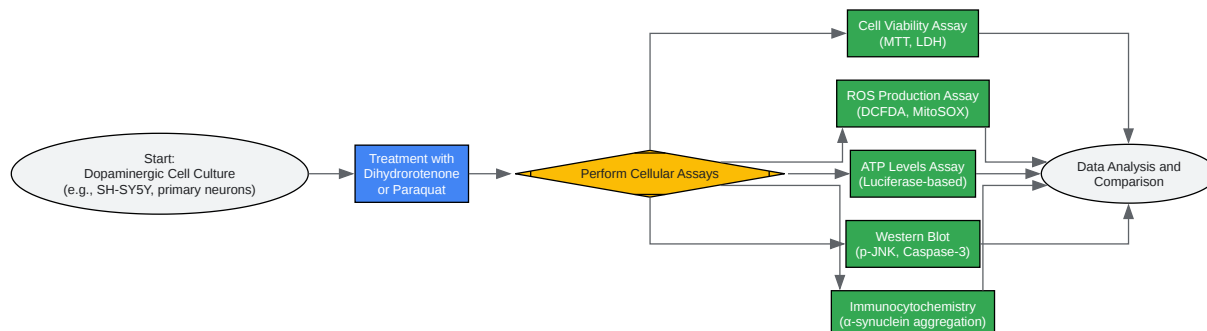 Start:
Dopaminergic Cell Culture
(e.g., SH-SY5Y, primary neurons)
Treatment with
Dihydrorotenone
or Paraquat
Perform Cellular Assays
Cell Viability Assay
(MTT, LDH)
ROS Production Assay
(DCFDA, MitoSOX)
ATP Levels Assay
(Luciferase-based)
Western Blot
(p-JNK, Caspase-3)
Immunocytochemistry
(α-synuclein aggregation)
Data Analysis and
Comparison